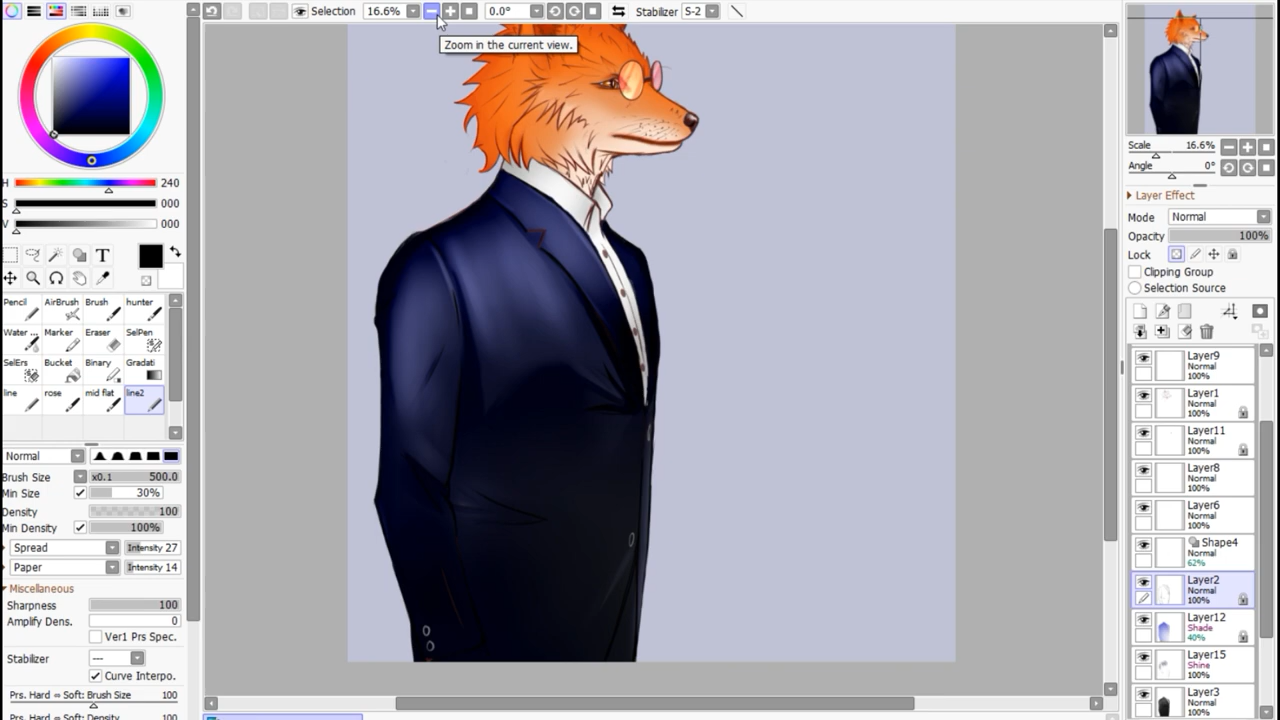 Selection 16.6% 0.0° Stabilizer S-2
Zoom in the current view.
H 240
S 000
V 000
T
Pencil AirBrush Brush hunter
Water ... Marker Eraser SelPen
SelErs Bucket Binary Gradati
line rose mid flat line2
Normal
Brush Size x0.1 500.0
Min Size 30%
Density 100
Min Density 100%
Spread Intensity 27
Paper Intensity 14
Miscellaneous
Sharpness 100
Amplify Dens. 0
Ver1 Prs Spec.
Stabilizer ---
Curve Interpo.
Prs. Hard ⇔ Soft: Brush Size 100
Prs. Hard ⇔ Soft: Density 100
Scale 16.6%
Angle 0°
Layer Effect
Mode Normal
Opacity 100%
Lock
Clipping Group
Selection Source
Layer9
Normal
100%
Layer1
Normal
100%
Layer11
Normal
100%
Layer8
Normal
100%
Layer6
Normal
100%
Shape4
Normal
62%
Layer2
Normal
100%
Layer12
Shade
40%
Layer15
Shine
100%
Layer3
Normal
100%